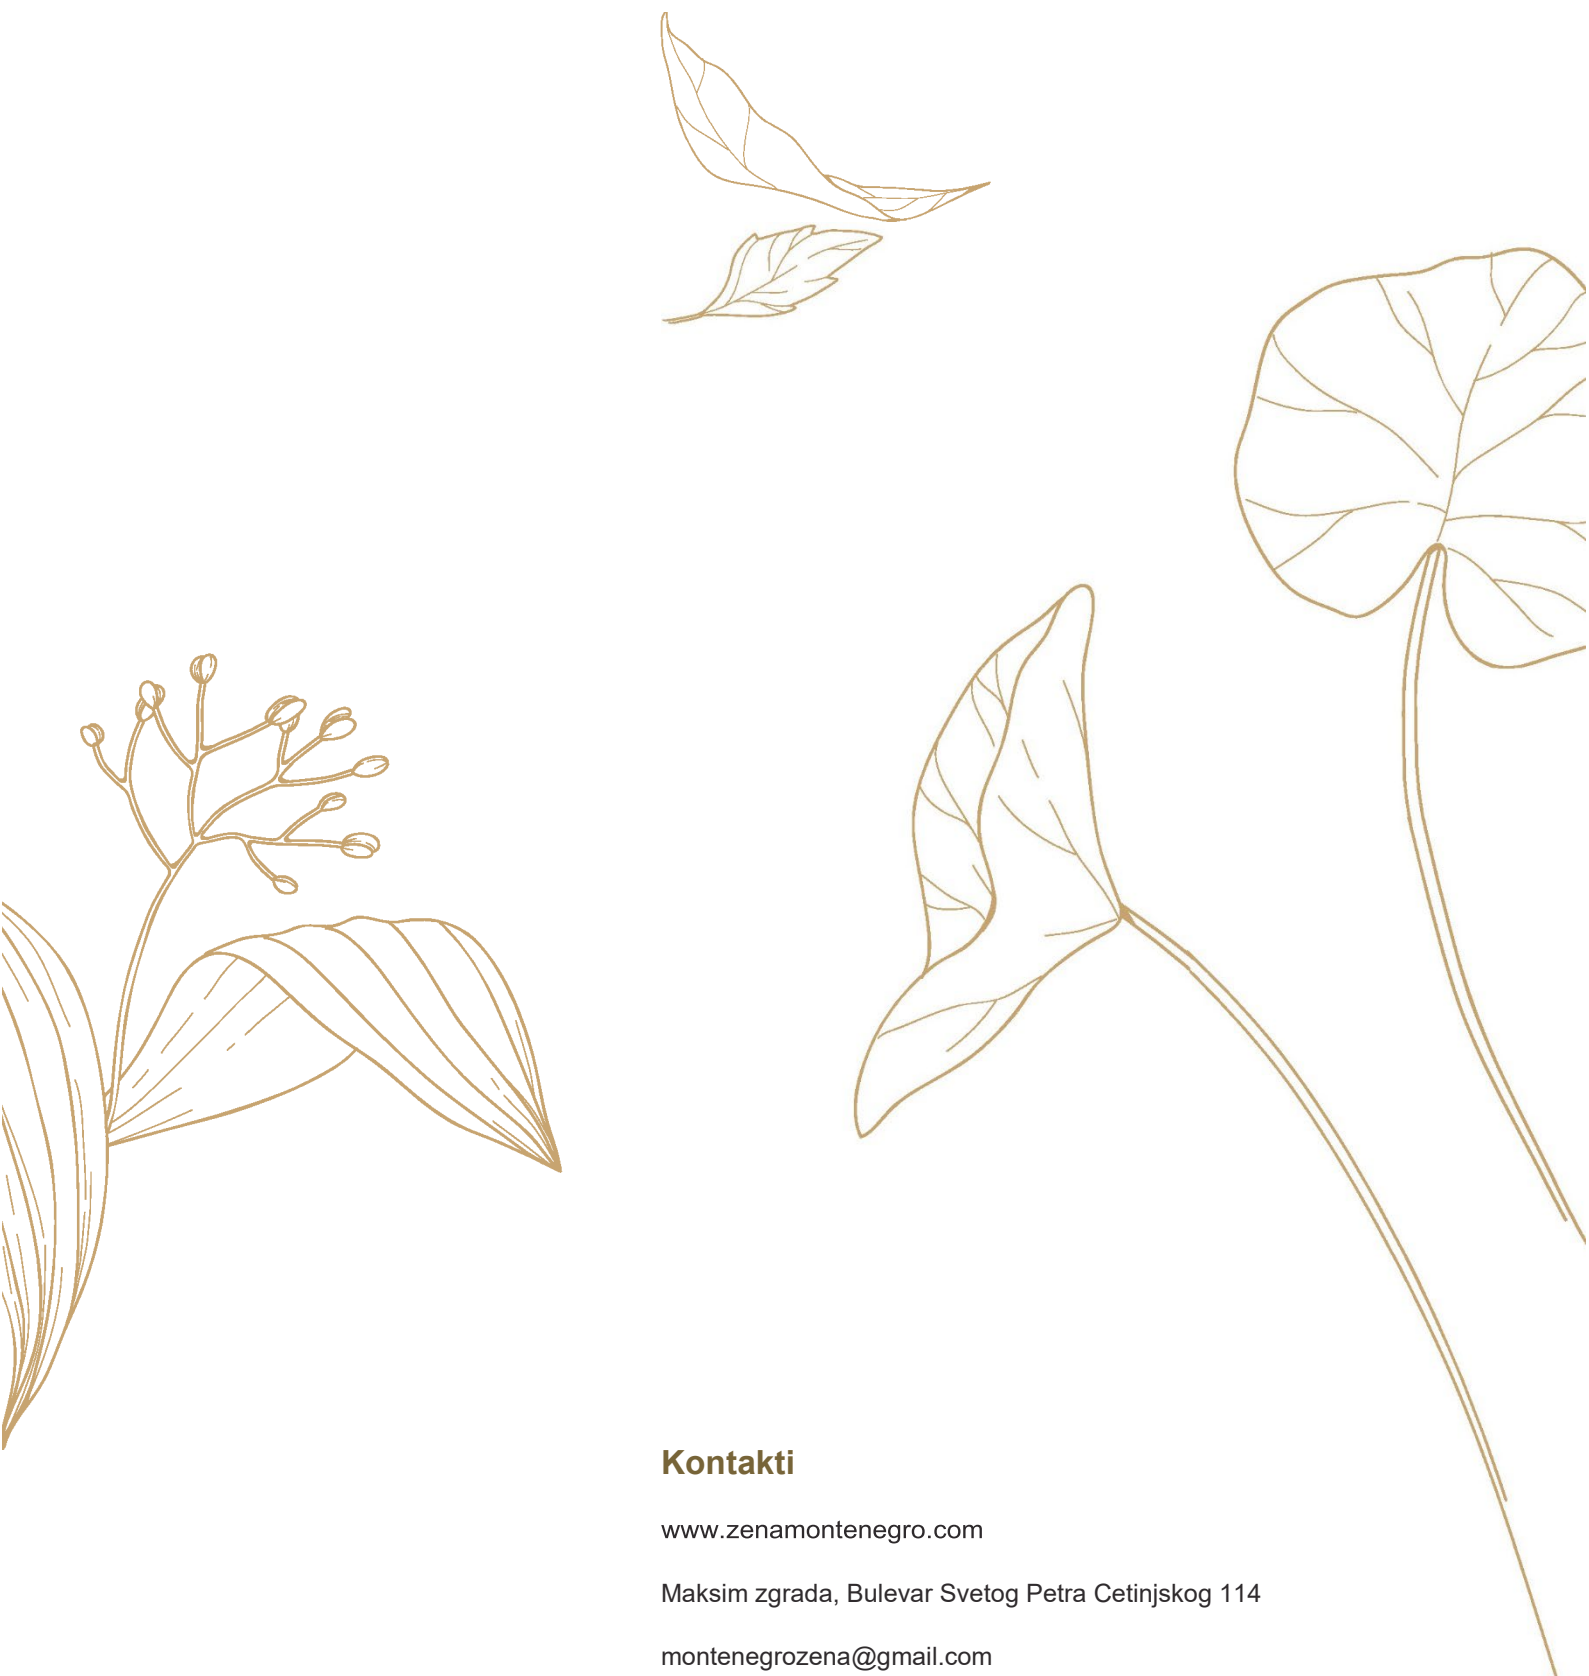 Kontakti
www.zenamontenegro.com
Maksim zgrada, Bulevar Svetog Petra Cetinjskog 114
montenegrozena@gmail.com